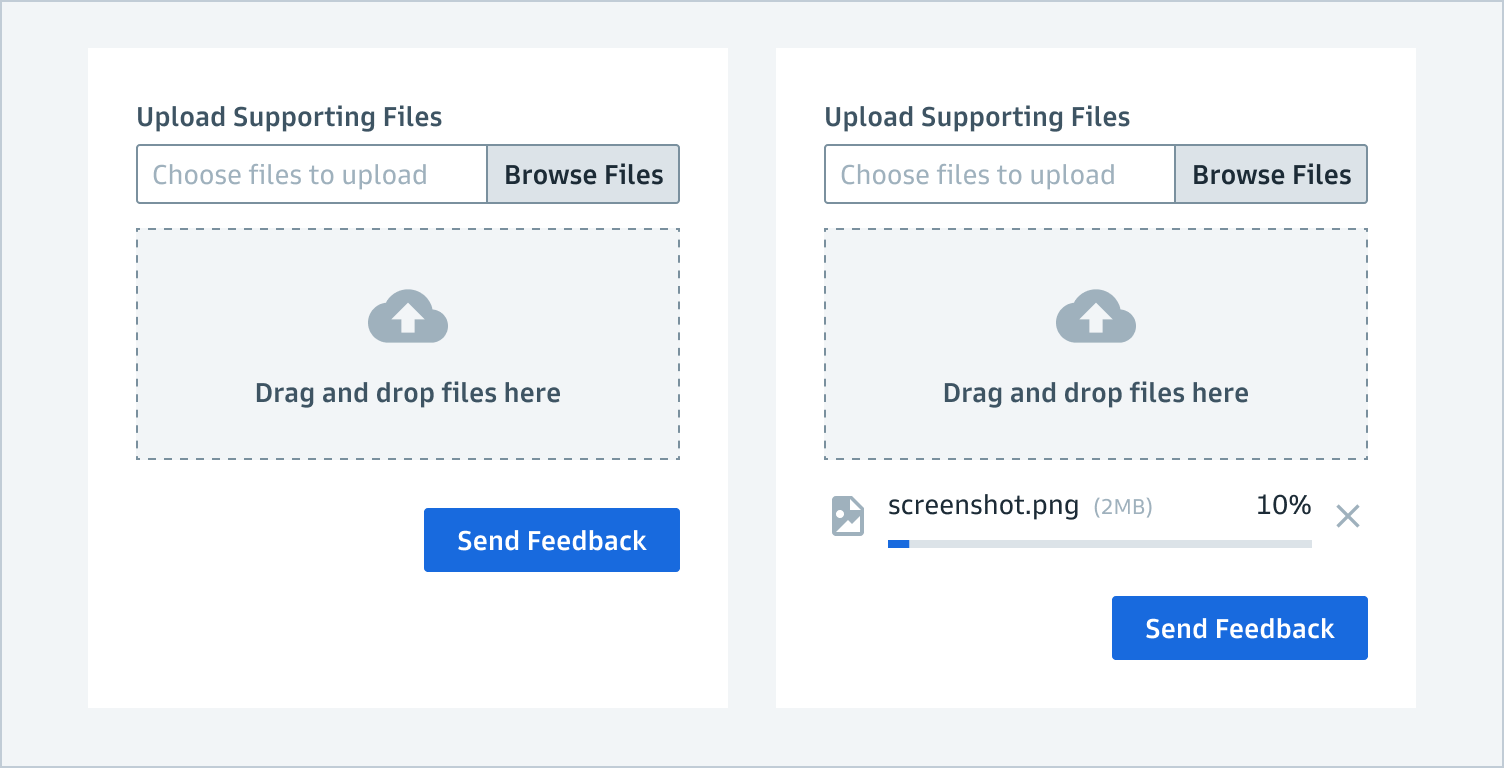 Upload Supporting Files
Choose files to upload
Browse Files
Drag and drop files here
Send Feedback
Upload Supporting Files
Choose files to upload
Browse Files
Drag and drop files here
screenshot.png (2MB) 10%
Send Feedback